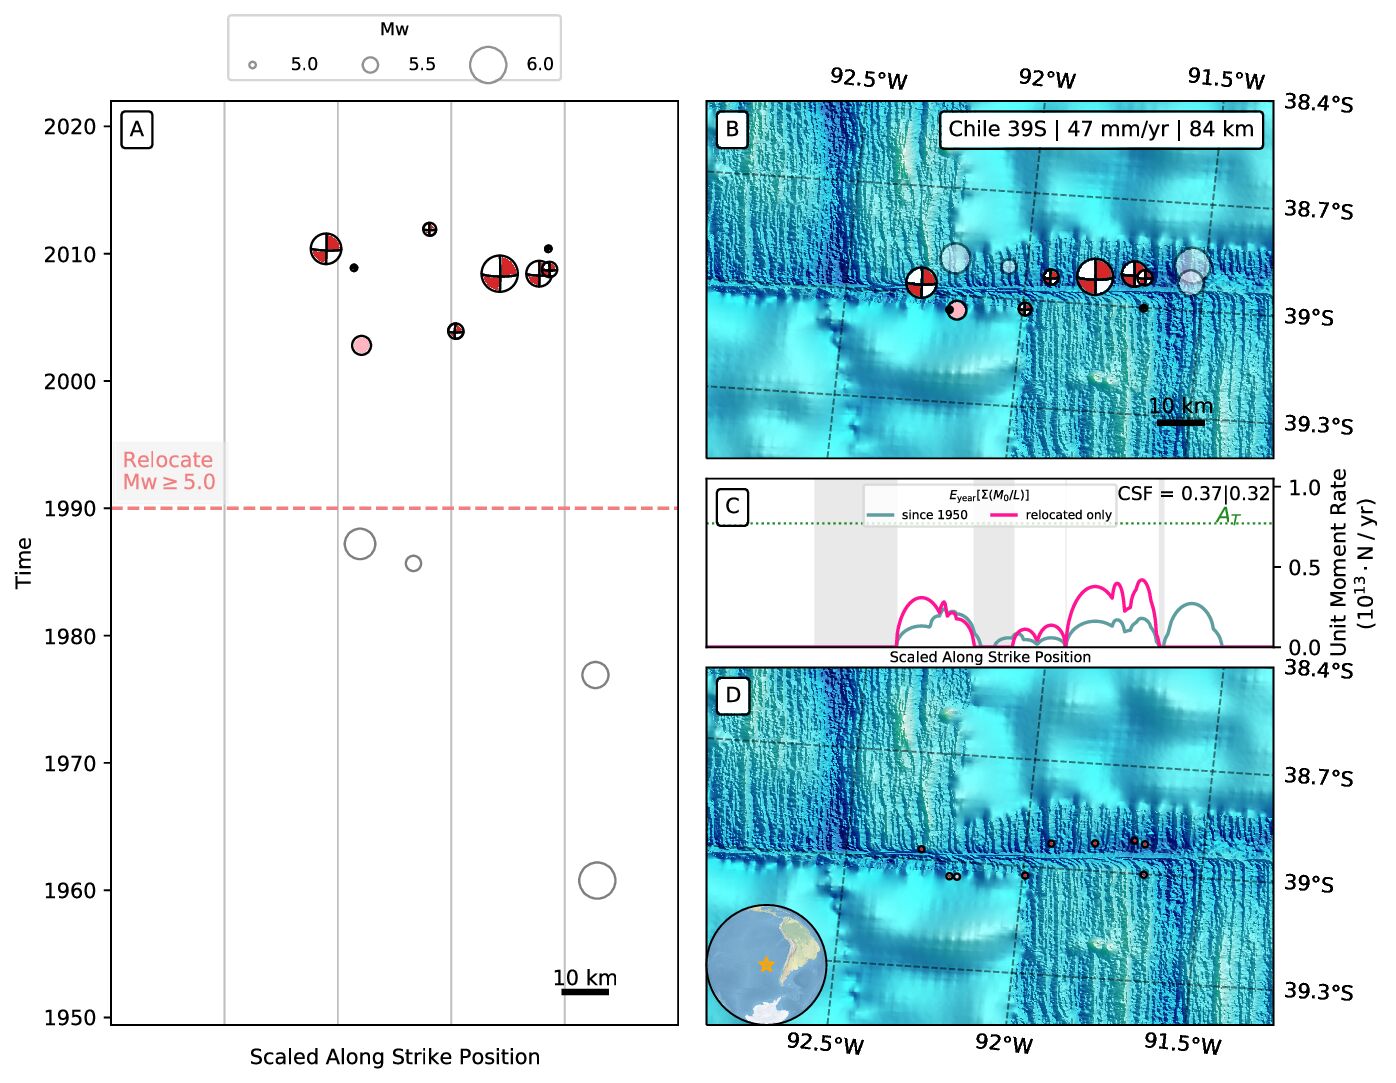 Mw
5.0 5.5 6.0
A
2020
2010
2000
1990
1980
1970
1960
1950
Time
Relocate
Mw ≥ 5.0
10 km
Scaled Along Strike Position
92.5°W 92°W 91.5°W
B
Chile 39S | 47 mm/yr | 84 km
38.4°S
38.7°S
39°S
39.3°S
10 km
C
E_year[Σ(M_0/L)]
since 1950 relocated only
CSF = 0.37|0.32
A_T
1.0
0.5
0.0
Unit Moment Rate
(10^13 · N / yr)
Scaled Along Strike Position
D
38.4°S
38.7°S
39°S
39.3°S
92.5°W 92°W 91.5°W